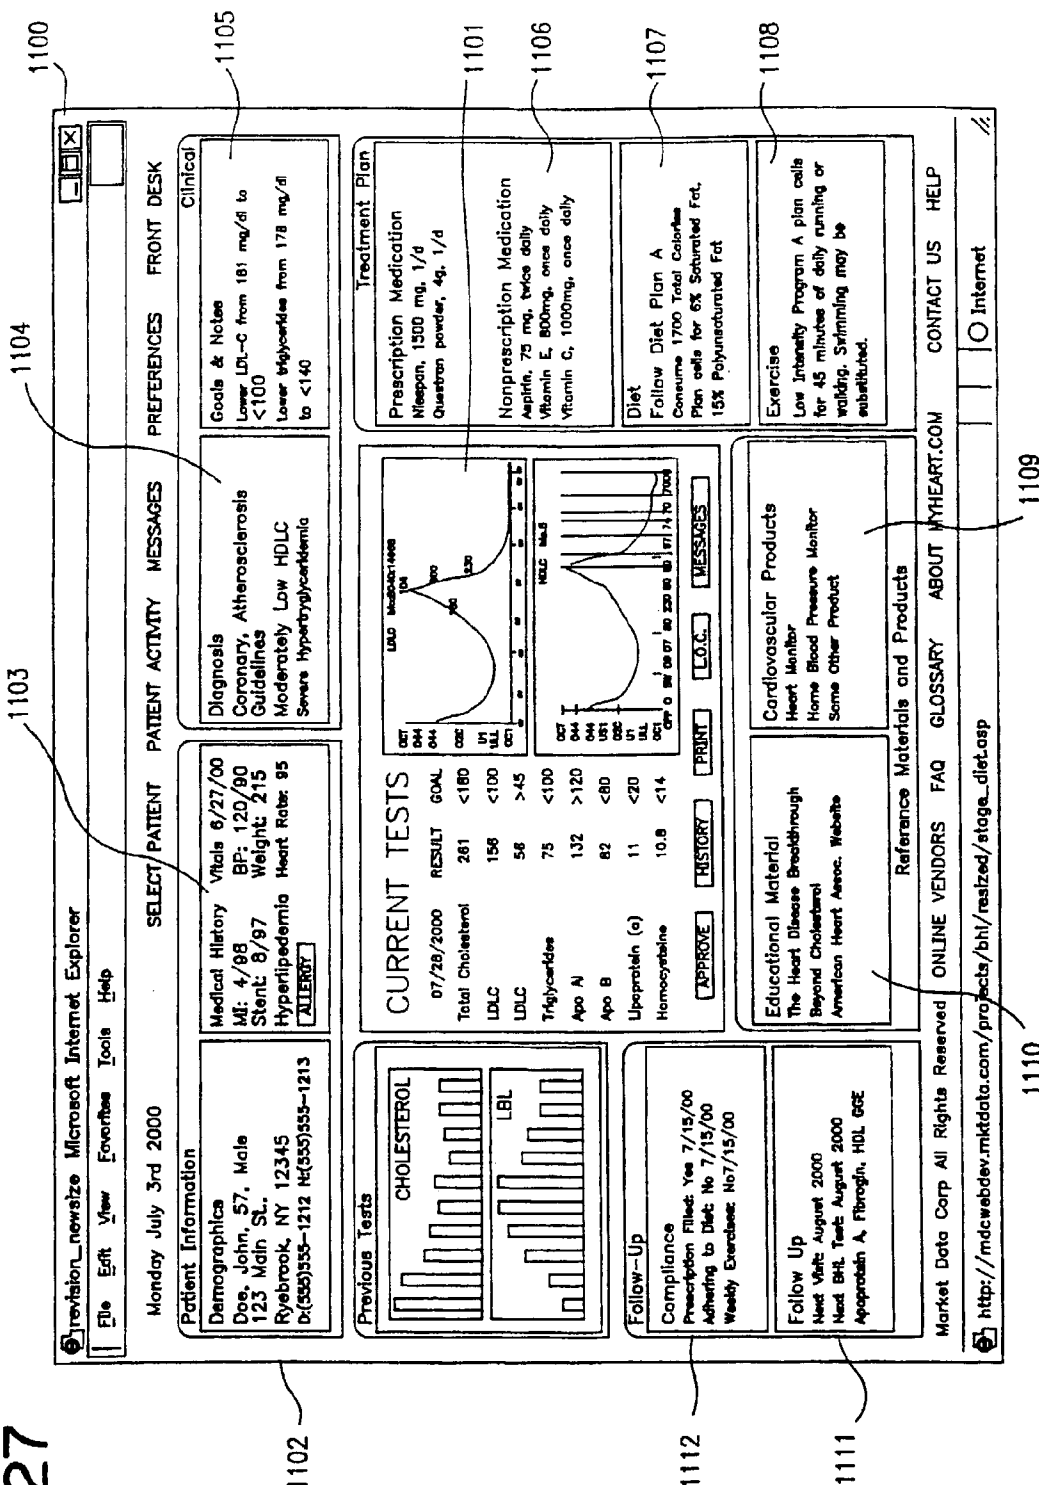 27
1100
revision_newsize Microsoft Internet Explorer
File Edit View Favorites Tools Help
Monday July 3rd 2000 SELECT PATIENT PATIENT ACTIVITY MESSAGES PREFERENCES FRONT DESK
Patient Information
Demographics
Doe, John, 57, Male
123 Main St.,
Ryebrook, NY 12345
D:(555)555-1212 H:(555)555-1213
1102
Medical History Vitals 6/27/00
MI: 4/98 BP: 120/90
Stent: 8/97 Weight: 215
Hyperlipedemia Heart Rate: 95
ALLERGY
1103
Clinical
Diagnosis
Coronary, Atherosclerosis
Guidelines
Moderately Low HDLC
Severe Hypertryglyceridemia
1104
Goals & Notes
Lower LDL-C from 161 mg/dl to
<100
Lower triglycerides from 178 mg/dl
to <140
1105
Previous Tests
CHOLESTEROL
LBL
CURRENT TESTS
07/28/2000 RESULT GOAL
Total Cholesterol 261 <180
LDLC 156 <100
LDLC 56 >45
Triglycerides 75 <100
Apo AI 132 >120
Apo B 82 <80
Lipoprotein (a) 11 <20
Homocysteine 10.8 <14
LDLC
HDLC
1101
APPROVE HISTORY PRINT L.O.C. MESSAGES
Treatment Plan
Prescription Medication
Niaspan, 1500 mg, 1/d
Questran powder, 4g, 1/d
Nonprescription Medication
Aspirin, 75 mg, twice daily
Vitamin E, 800mg, once daily
Vitamin C, 1000mg, once daily
1106
Diet
Follow Diet Plan A
Consume 1700 Total Calories
Plan calls for 6% Saturated Fat,
15% Polyunsaturated Fat
1107
Exercise
Low Intensity Program A plan calls
for 45 minutes of daily running or
walking. Swimming may be
substituted.
1108
Follow-Up
Compliance
Prescription Filled: Yes 7/15/00
Adhering to Diet: No 7/15/00
Weekly Exercises: No7/15/00
1112
Follow Up
Next Visit: August 2000
Next BHL Test: August 2000
Apoprotein A, Fibrogin, HDL GGE
1111
Educational Material
The Heart Disease Breakthrough
Beyond Cholesterol
American Heart Assoc. Website
1110
Cardiovascular Products
Heart Monitor
Home Blood Pressure Monitor
Some Other Product
1109
Reference Materials and Products
Market Data Corp All Rights Reserved ONLINE VENDORS FAQ GLOSSARY ABOUT MYHEART.COM CONTACT US HELP
http://mdcwebdev.mktdata.com/projects/bhl/resized/stage_diet.asp Internet